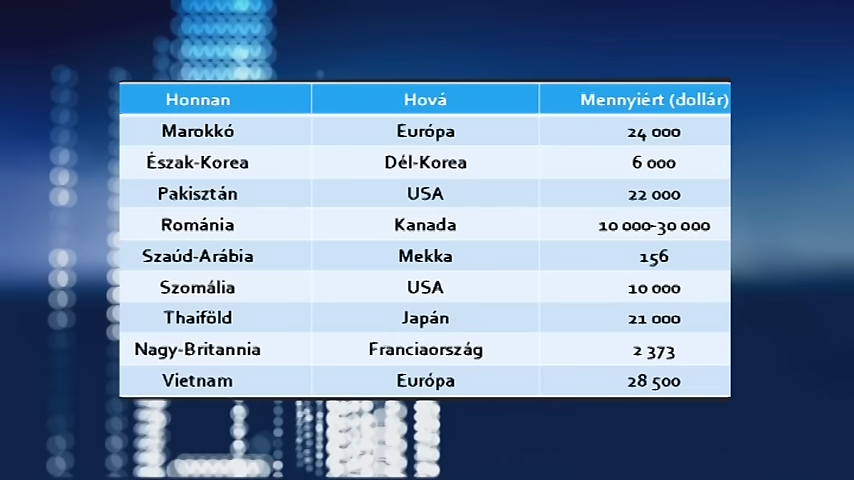 Honnan Hová Mennyiért (dollár)
Marokkó Európa 24 000
Észak-Korea Dél-Korea 6 000
Pakisztán USA 22 000
Románia Kanada 10 000-30 000
Szaúd-Arábia Mekka 156
Szomália USA 10 000
Thaiföld Japán 21 000
Nagy-Britannia Franciaország 2 373
Vietnam Európa 28 500